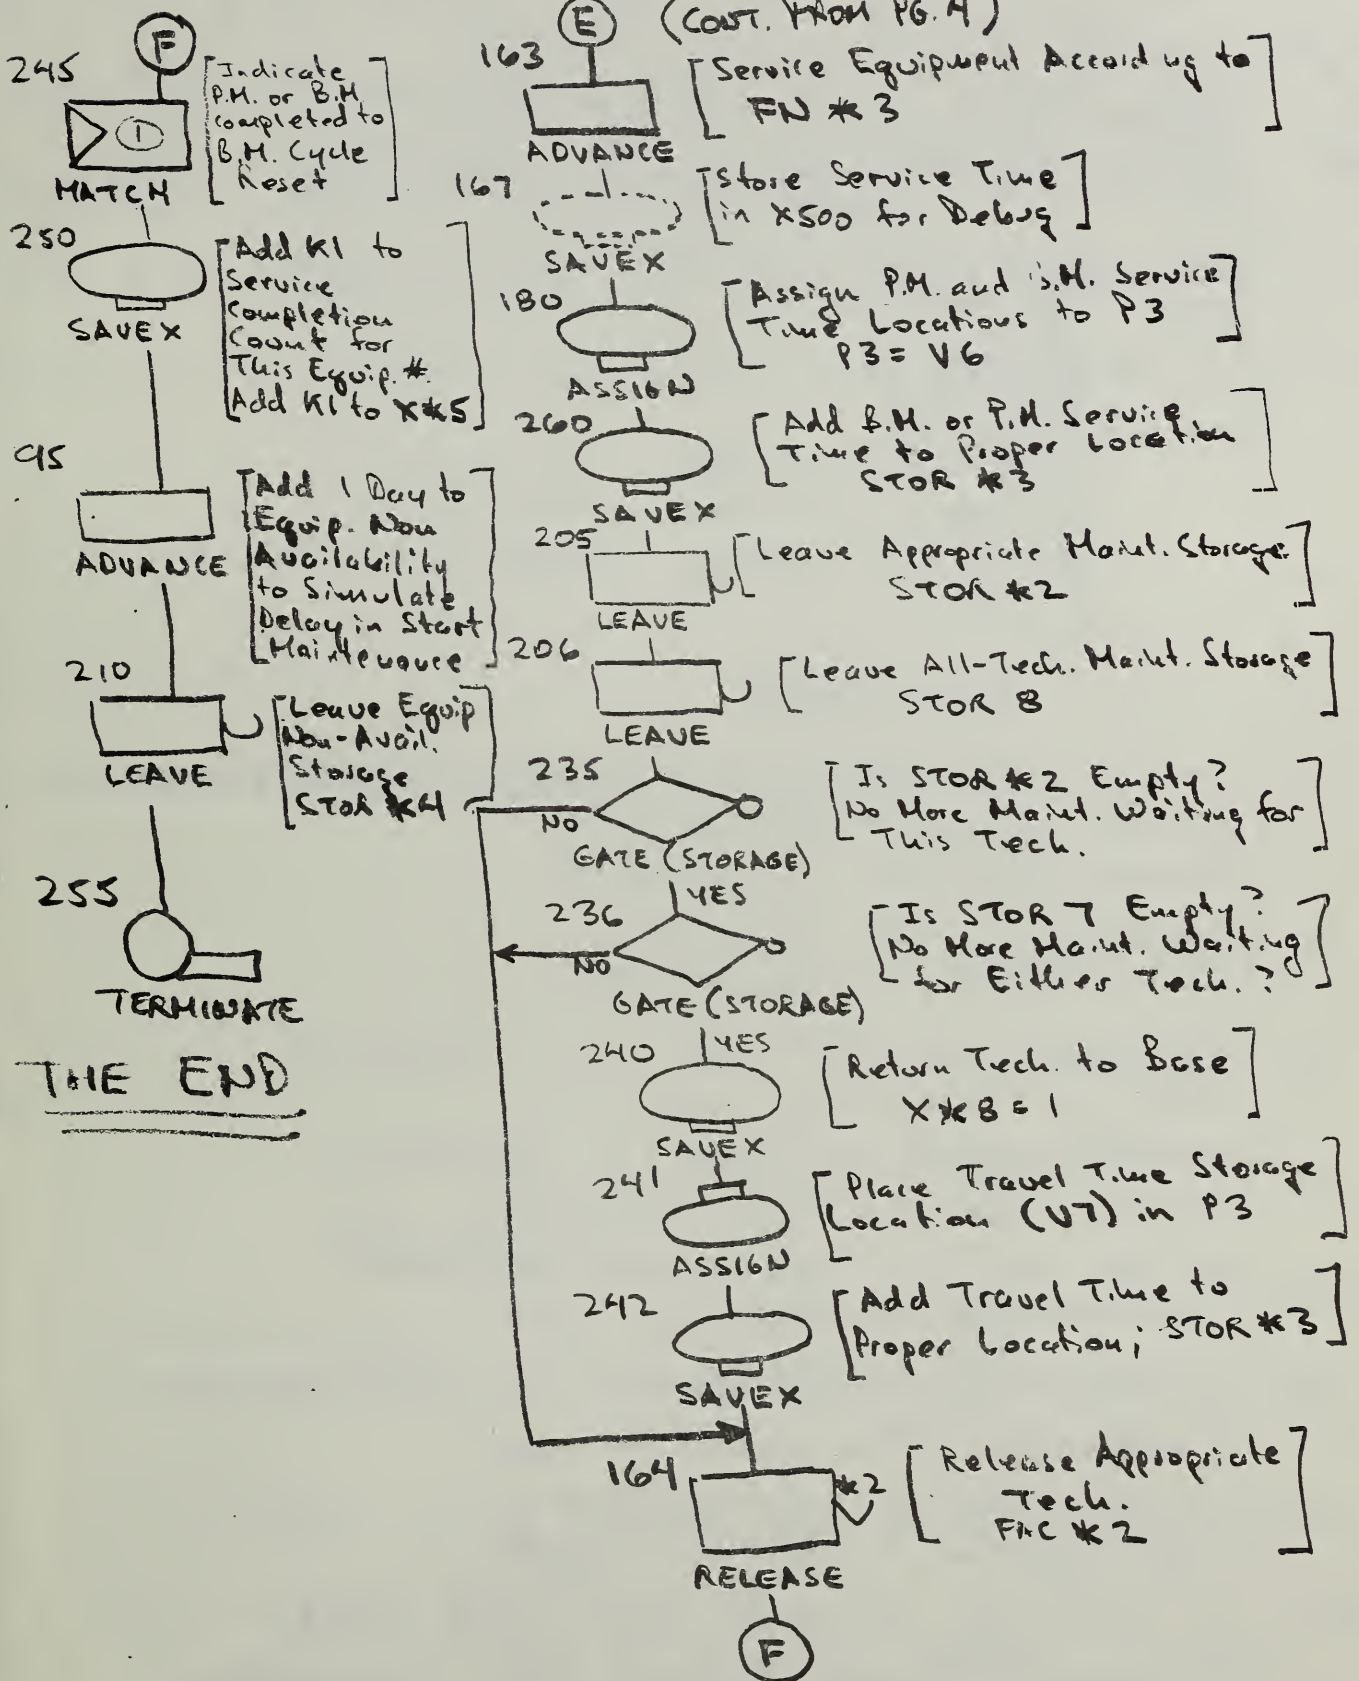 F
245
Indicate
P.M. or B.M.
completed to
B.M. Cycle
Reset
1
MATCH
250
Add K1 to
Service
Completion
Count for
This Equip. #.
Add K1 to X*5
SAVEX
95
Add 1 Day to
Equip. Non
Availability
to Simulate
Delay in Start
Maintenance
ADVANCE
210
Leave Equip
Non-Avail.
Storage
STOR *4
LEAVE
255
TERMINATE
THE END
E
(CONT. FROM PG. 4)
163
Service Equipment According to
FN * 3
ADVANCE
167
Store Service Time
in X500 for Debug
SAVEX
180
Assign P.M. and B.M. Service
Time Locations to P3
P3 = V6
ASSIGN
260
Add B.M. or P.M. Service
Time to Proper Location
STOR *3
SAVEX
205
Leave Appropriate Maint. Storage
STOR *2
LEAVE
206
Leave All-Tech. Maint. Storage
STOR 8
LEAVE
235
Is STOR *2 Empty?
No More Maint. Waiting for
This Tech.
NO
GATE (STORAGE)
YES
236
Is STOR 7 Empty?
No More Maint. Waiting
for Either Tech.?
NO
GATE (STORAGE)
YES
240
Return Tech. to Base
X*8 = 1
SAVEX
241
Place Travel Time Storage
Location (V7) in P3
ASSIGN
242
Add Travel Time to
Proper Location; STOR *3
SAVEX
164
*2
Release Appropriate
Tech.
FAC *2
RELEASE
F